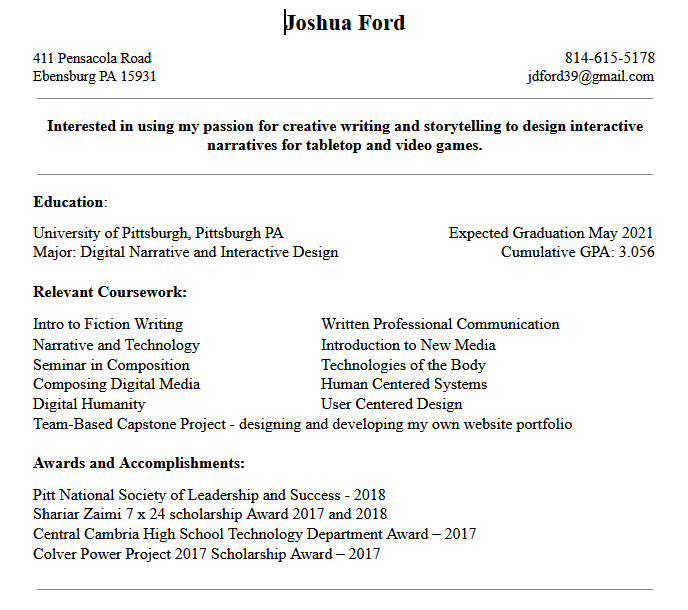 Joshua Ford
411 Pensacola Road 814-615-5178
Ebensburg PA 15931 jdford39@gmail.com
Interested in using my passion for creative writing and storytelling to design interactive
narratives for tabletop and video games.
Education:
University of Pittsburgh, Pittsburgh PA Expected Graduation May 2021
Major: Digital Narrative and Interactive Design Cumulative GPA: 3.056
Relevant Coursework:
Intro to Fiction Writing Written Professional Communication
Narrative and Technology Introduction to New Media
Seminar in Composition Technologies of the Body
Composing Digital Media Human Centered Systems
Digital Humanity User Centered Design
Team-Based Capstone Project - designing and developing my own website portfolio
Awards and Accomplishments:
Pitt National Society of Leadership and Success - 2018
Shariar Zaimi 7 x 24 scholarship Award 2017 and 2018
Central Cambria High School Technology Department Award – 2017
Colver Power Project 2017 Scholarship Award – 2017